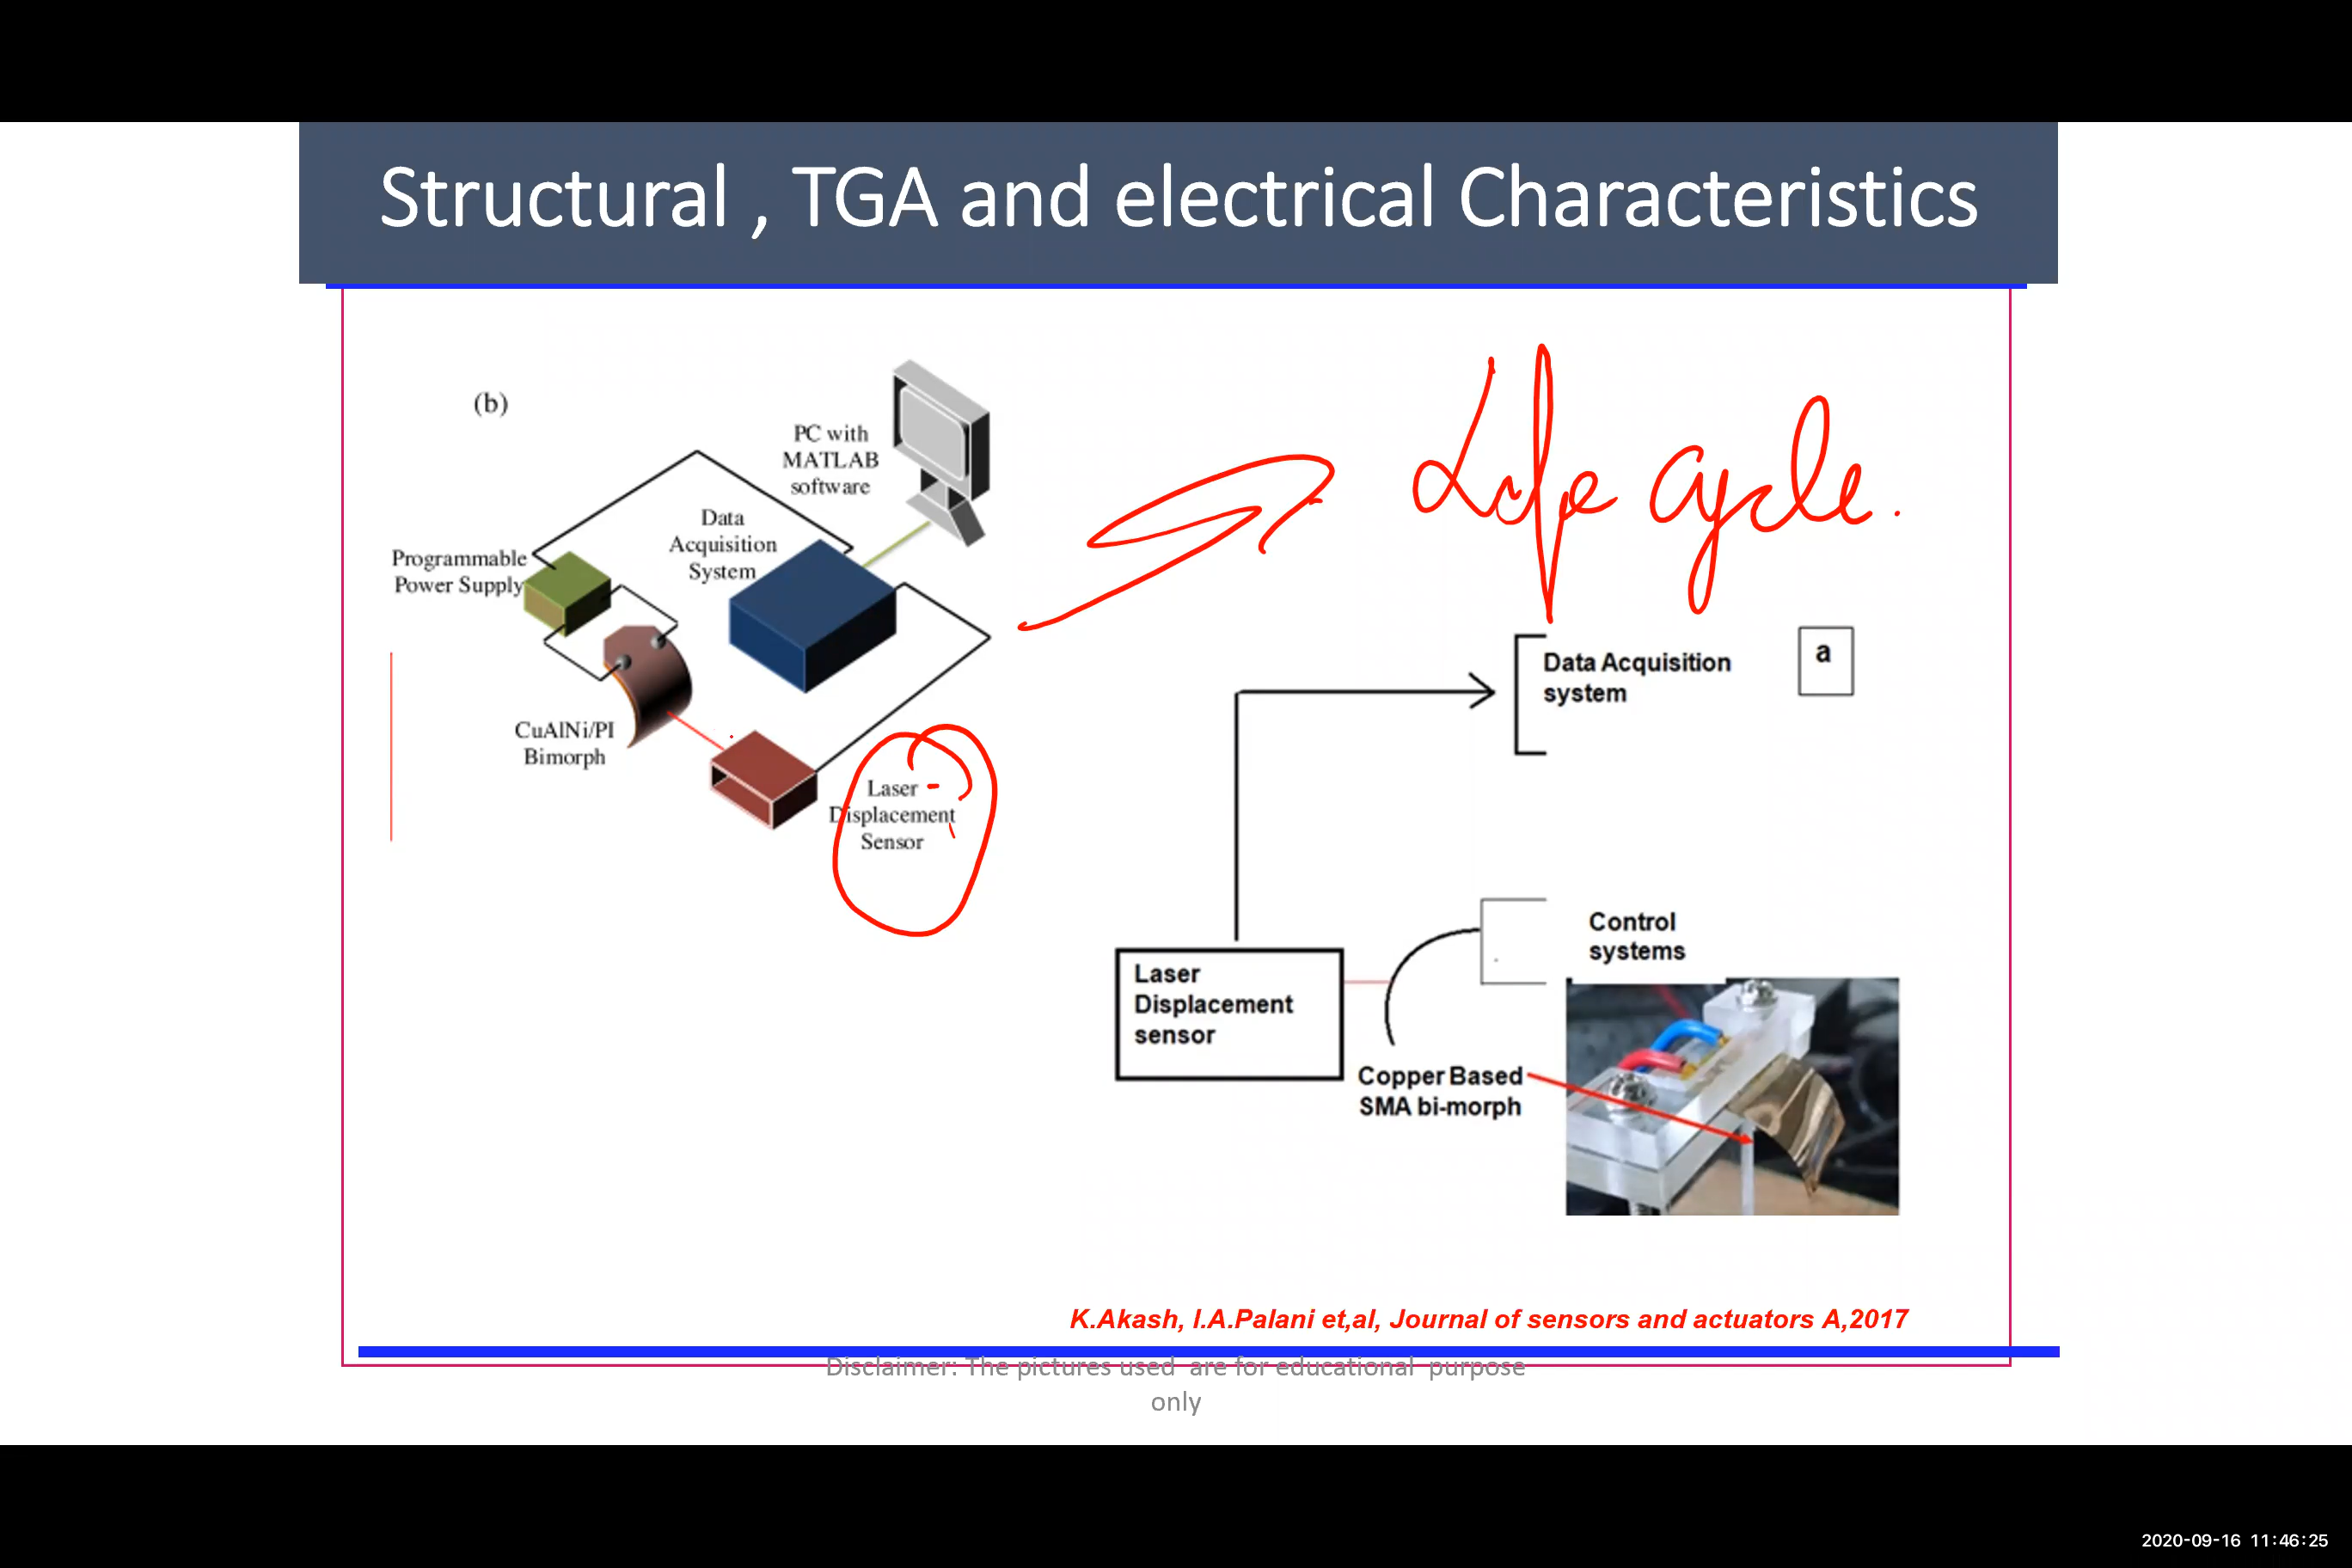 Structural , TGA and electrical Characteristics
(b)
PC with
MATLAB
software
Data
Acquisition
System
Programmable
Power Supply
CuAlNi/PI
Bimorph
Laser
Displacement
Sensor
Life cycle.
Data Acquisition
system
a
Control
systems
Laser
Displacement
sensor
Copper Based
SMA bi-morph
K.Akash, I.A.Palani et,al, Journal of sensors and actuators A,2017
Disclaimer: The pictures used are for educational purpose
only
2020-09-16 11:46:25